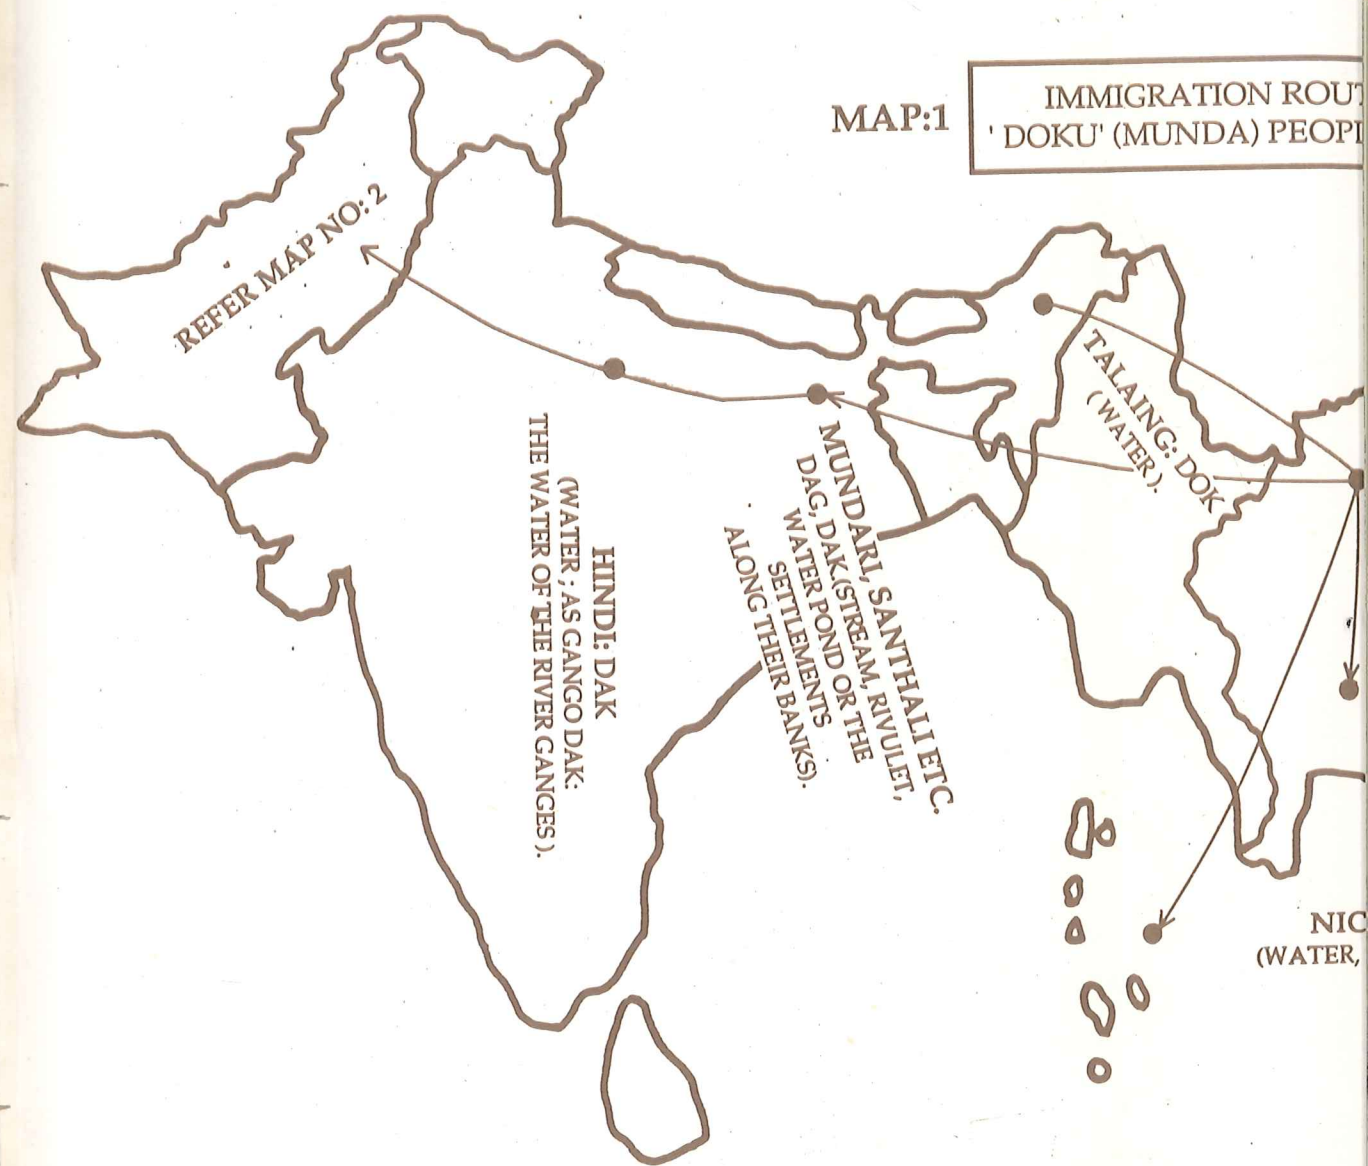 MAP:1
IMMIGRATION ROUT
'DOKU' (MUNDA) PEOPL
REFER MAP NO: 2
TALAING: DOK
(WATER).
MUNDARI, SANTHALI ETC.
DAG, DAK.(STREAM, RIVULET,
WATER POND OR THE
SETTLEMENTS
ALONG THEIR BANKS).
HINDI: DAK
(WATER ; AS GANGO DAK:
THE WATER OF THE RIVER GANGES).
NIC
(WATER,